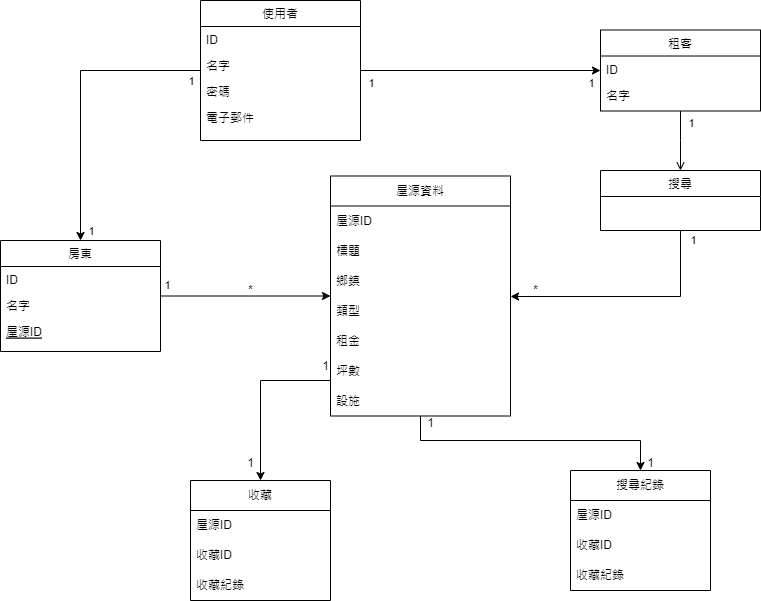 使用者
ID
名字
密碼
電子郵件
租客
ID
名字
1
1
1
1
搜尋
1
1
房東
ID
名字
屋源ID
1
*
屋源資料
屋源ID
標題
鄉鎮
類型
租金
坪數
設施
*
1
1
1
1
收藏
屋源ID
收藏ID
收藏紀錄
1
搜尋紀錄
屋源ID
收藏ID
收藏紀錄